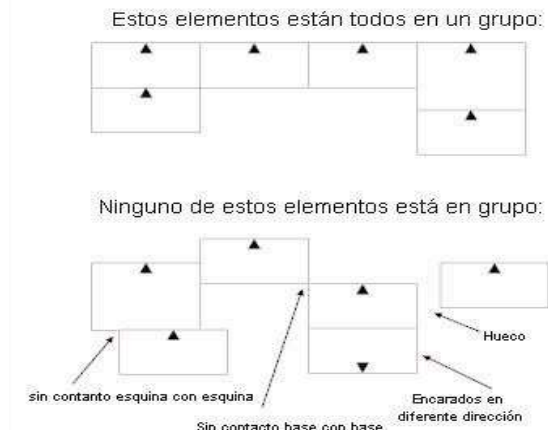 Estos elementos están todos en un grupo:
Ninguno de estos elementos está en grupo:
Hueco
sin contanto esquina con esquina
Encarados en
diferente dirección
Sin contacto base con base